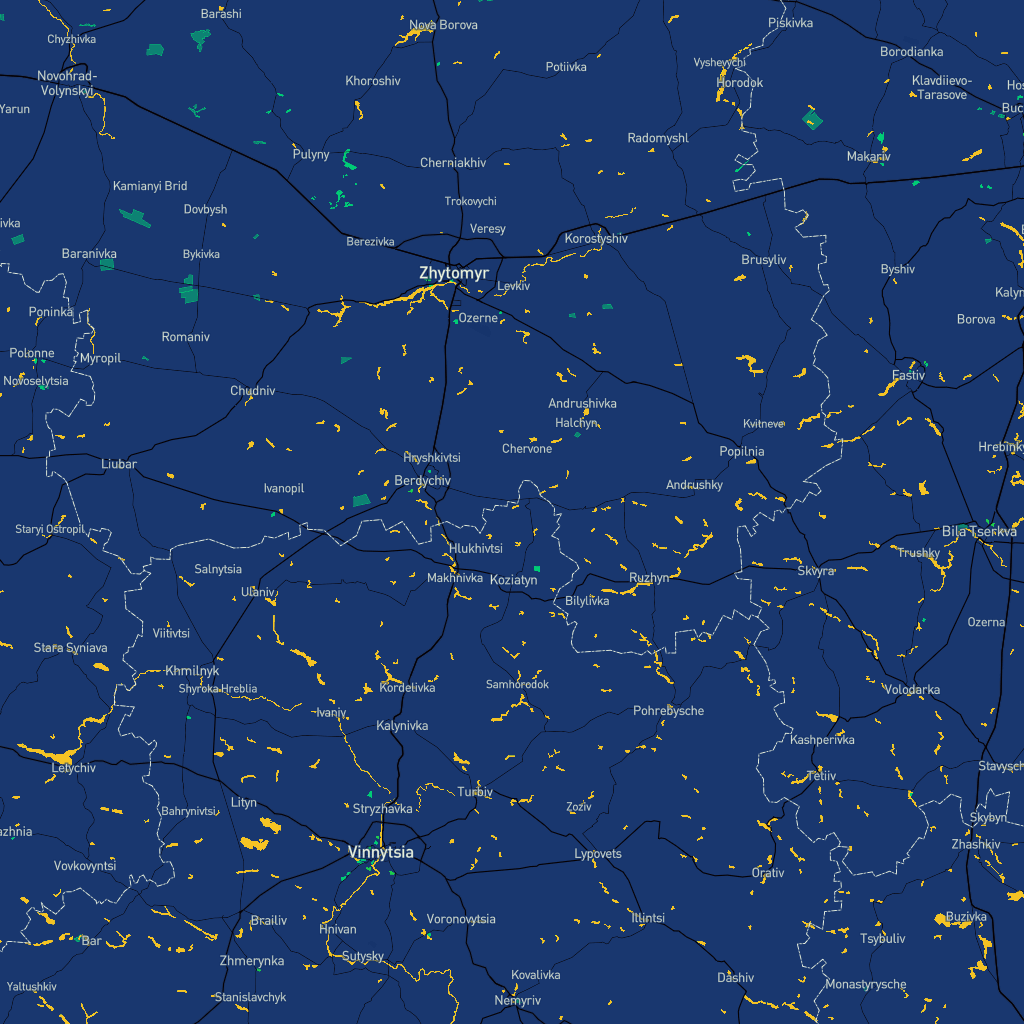 Barashi
Nova Borova
Piskivka
Chyzhivka
Borodianka
Potiivka
Vyshevychi
Novohrad-
Volynskyi
Khoroshiv
Horodok
Klavdiievo-
Tarasove
Yarun
Radomyshl
Pulyny
Cherniakhiv
Makariv
Kamianyi Brid
Dovbysh
Trokovychi
Veresy
Berezivka
Korostyshiv
Baranivka
Bykivka
Brusyliv
Byshiv
Zhytomyr
Levkiv
Poninka
Ozerne
Borova
Romaniv
Polonne
Myropil
Novoselytsia
Chudniv
Fastiv
Andrushivka
Halchyn
Kvitneve
Chervone
Popilnia
Hryshkivtsi
Liubar
Berdychiv
Ivanopil
Andrushky
Staryi Ostropil
Bila Tserkva
Hlukhivtsi
Trushky
Salnytsia
Makhnivka
Koziatyn
Ruzhyn
Skvyra
Ulaniv
Bilylivka
Ozerna
Viitivtsi
Stara Syniava
Khmilnyk
Shyroka Hreblia
Kordelivka
Samhorodok
Volodarka
Ivaniv
Pohrebysche
Kalynivka
Kashperivka
Letychiv
Tetiiv
Turbiv
Lityn
Stryzhavka
Zoziv
Bahrynivtsi
Skybyn
Zhashkiv
Vinnytsia
Lypovets
Vovkovyntsi
Orativ
Brailiv
Voronovytsia
Illintsi
Buzivka
Hnivan
Bar
Tsybuliv
Sutysky
Zhmerynka
Kovalivka
Dashiv
Yaltushkiv
Stanislavchyk
Nemyriv
Monastyrysche